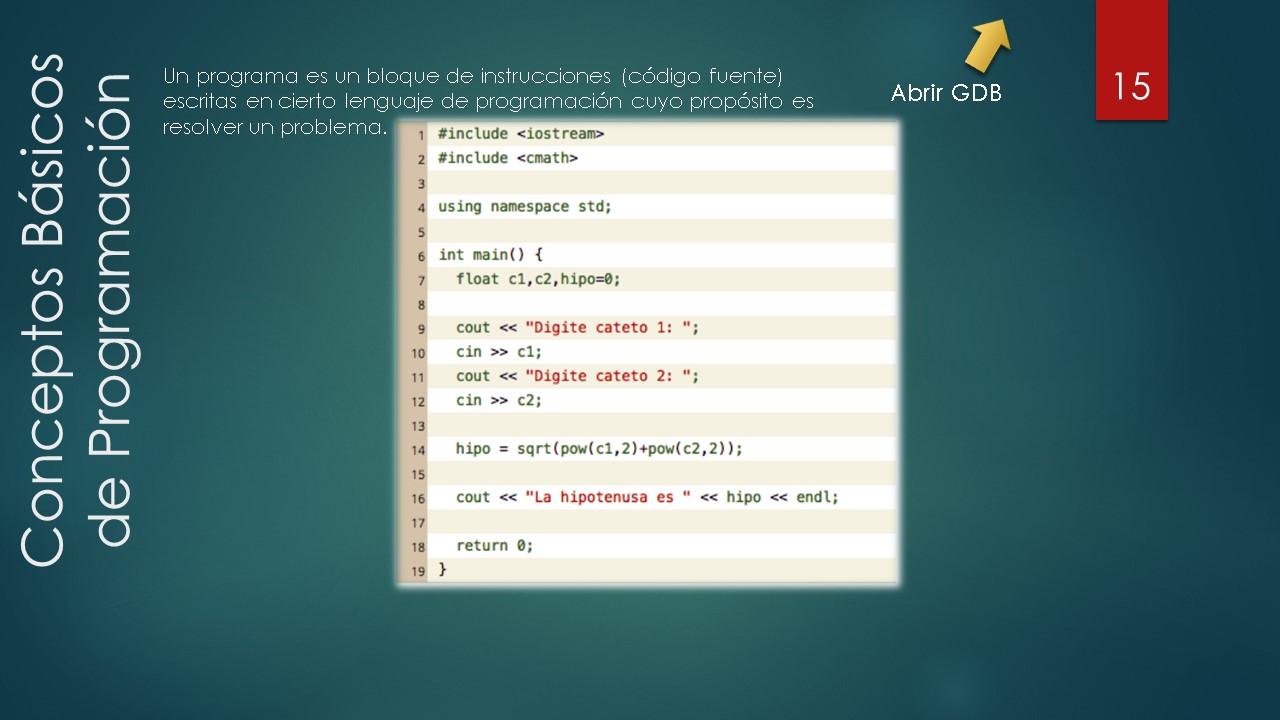 Conceptos Básicos
de Programación
Un programa es un bloque de instrucciones (código fuente)
escritas en cierto lenguaje de programación cuyo propósito es
resolver un problema.
Abrir GDB
15
1 #include <iostream>
2 #include <cmath>
3
4 using namespace std;
5
6 int main() {
7   float c1,c2,hipo=0;
8
9   cout << "Digite cateto 1: ";
10   cin >> c1;
11   cout << "Digite cateto 2: ";
12   cin >> c2;
13
14   hipo = sqrt(pow(c1,2)+pow(c2,2));
15
16   cout << "La hipotenusa es " << hipo << endl;
17
18   return 0;
19 }